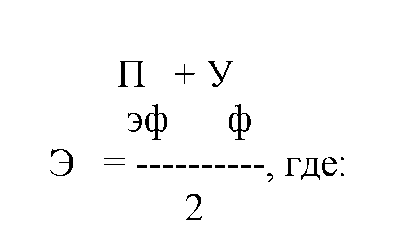 П + У
эф ф
Э = ----------, где:
2